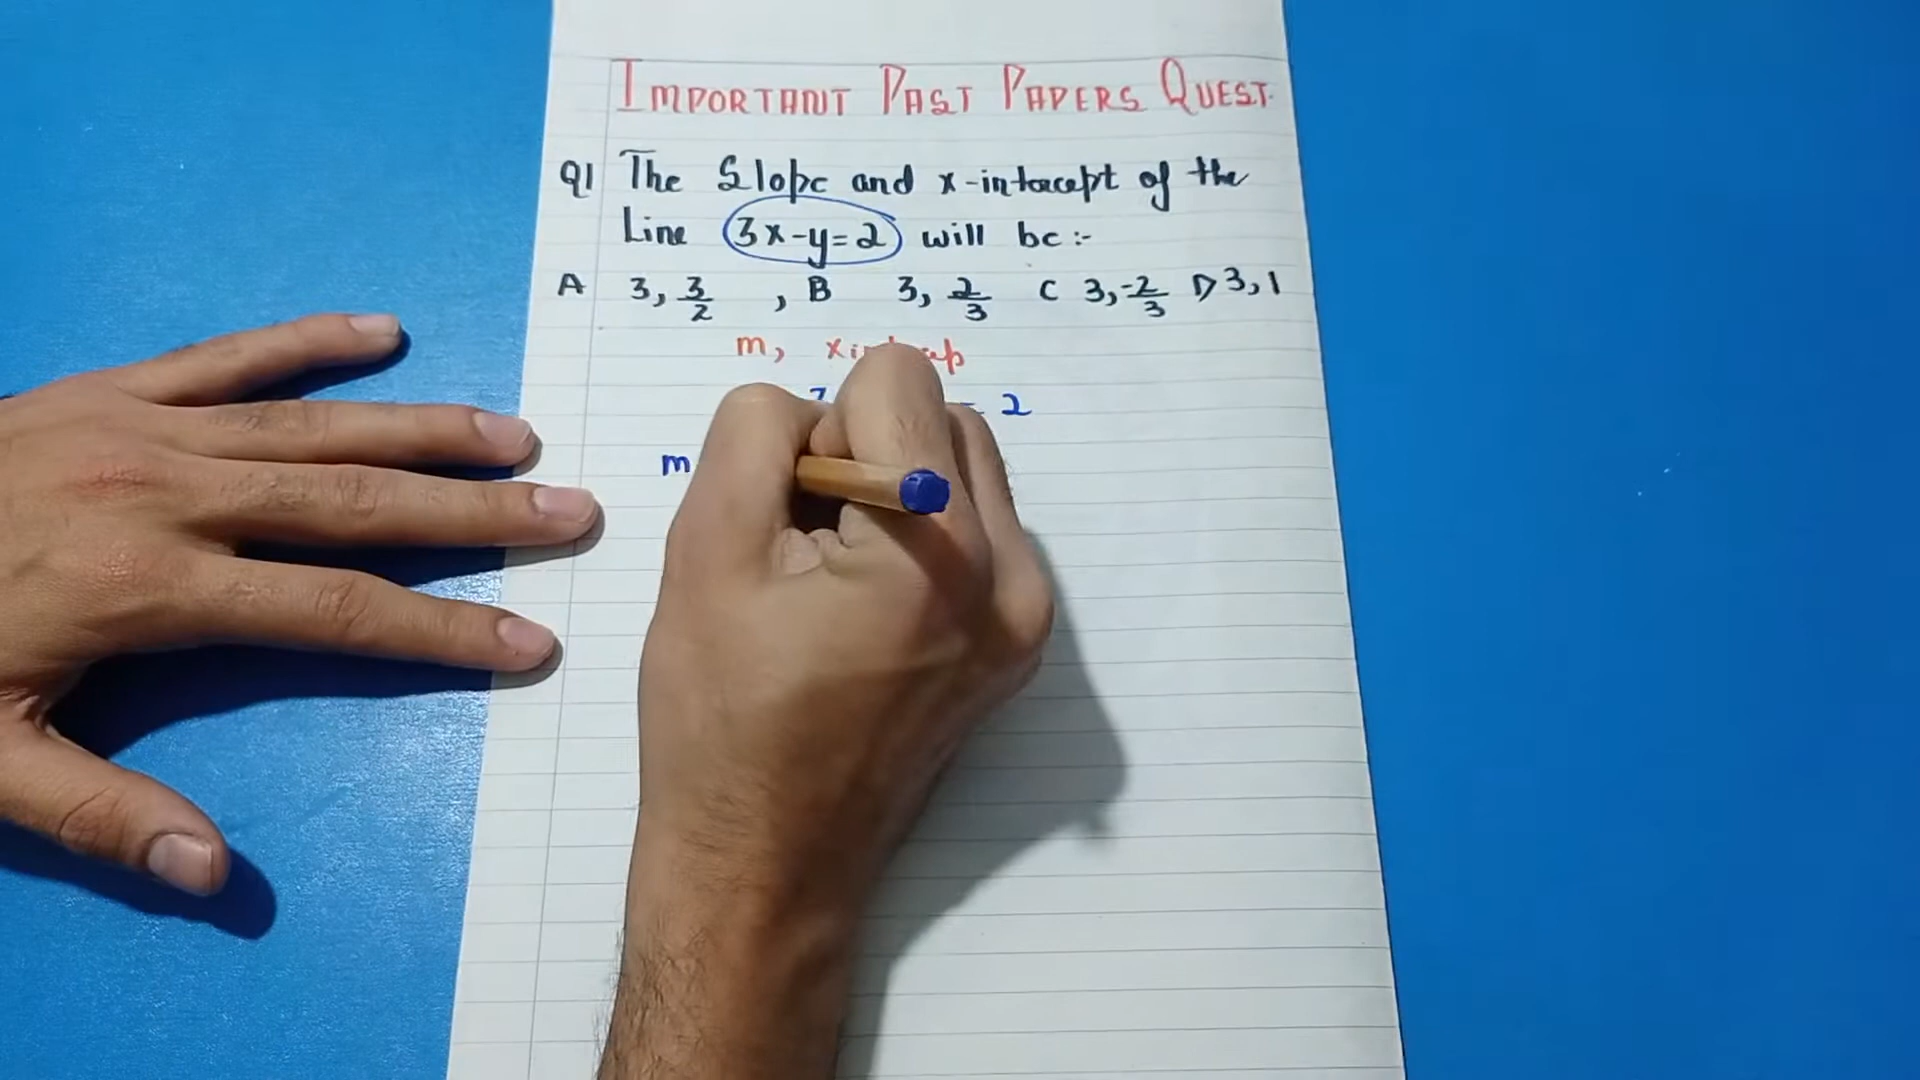 IMPORTANT PAST PAPERS QUEST.
Q1 The Slope and x-intercept of the
Line 3x-y=2 will be:-
A 3, 3/2 , B 3, 2/3 C 3, -2/3 D 3, 1
m,
= 2
m